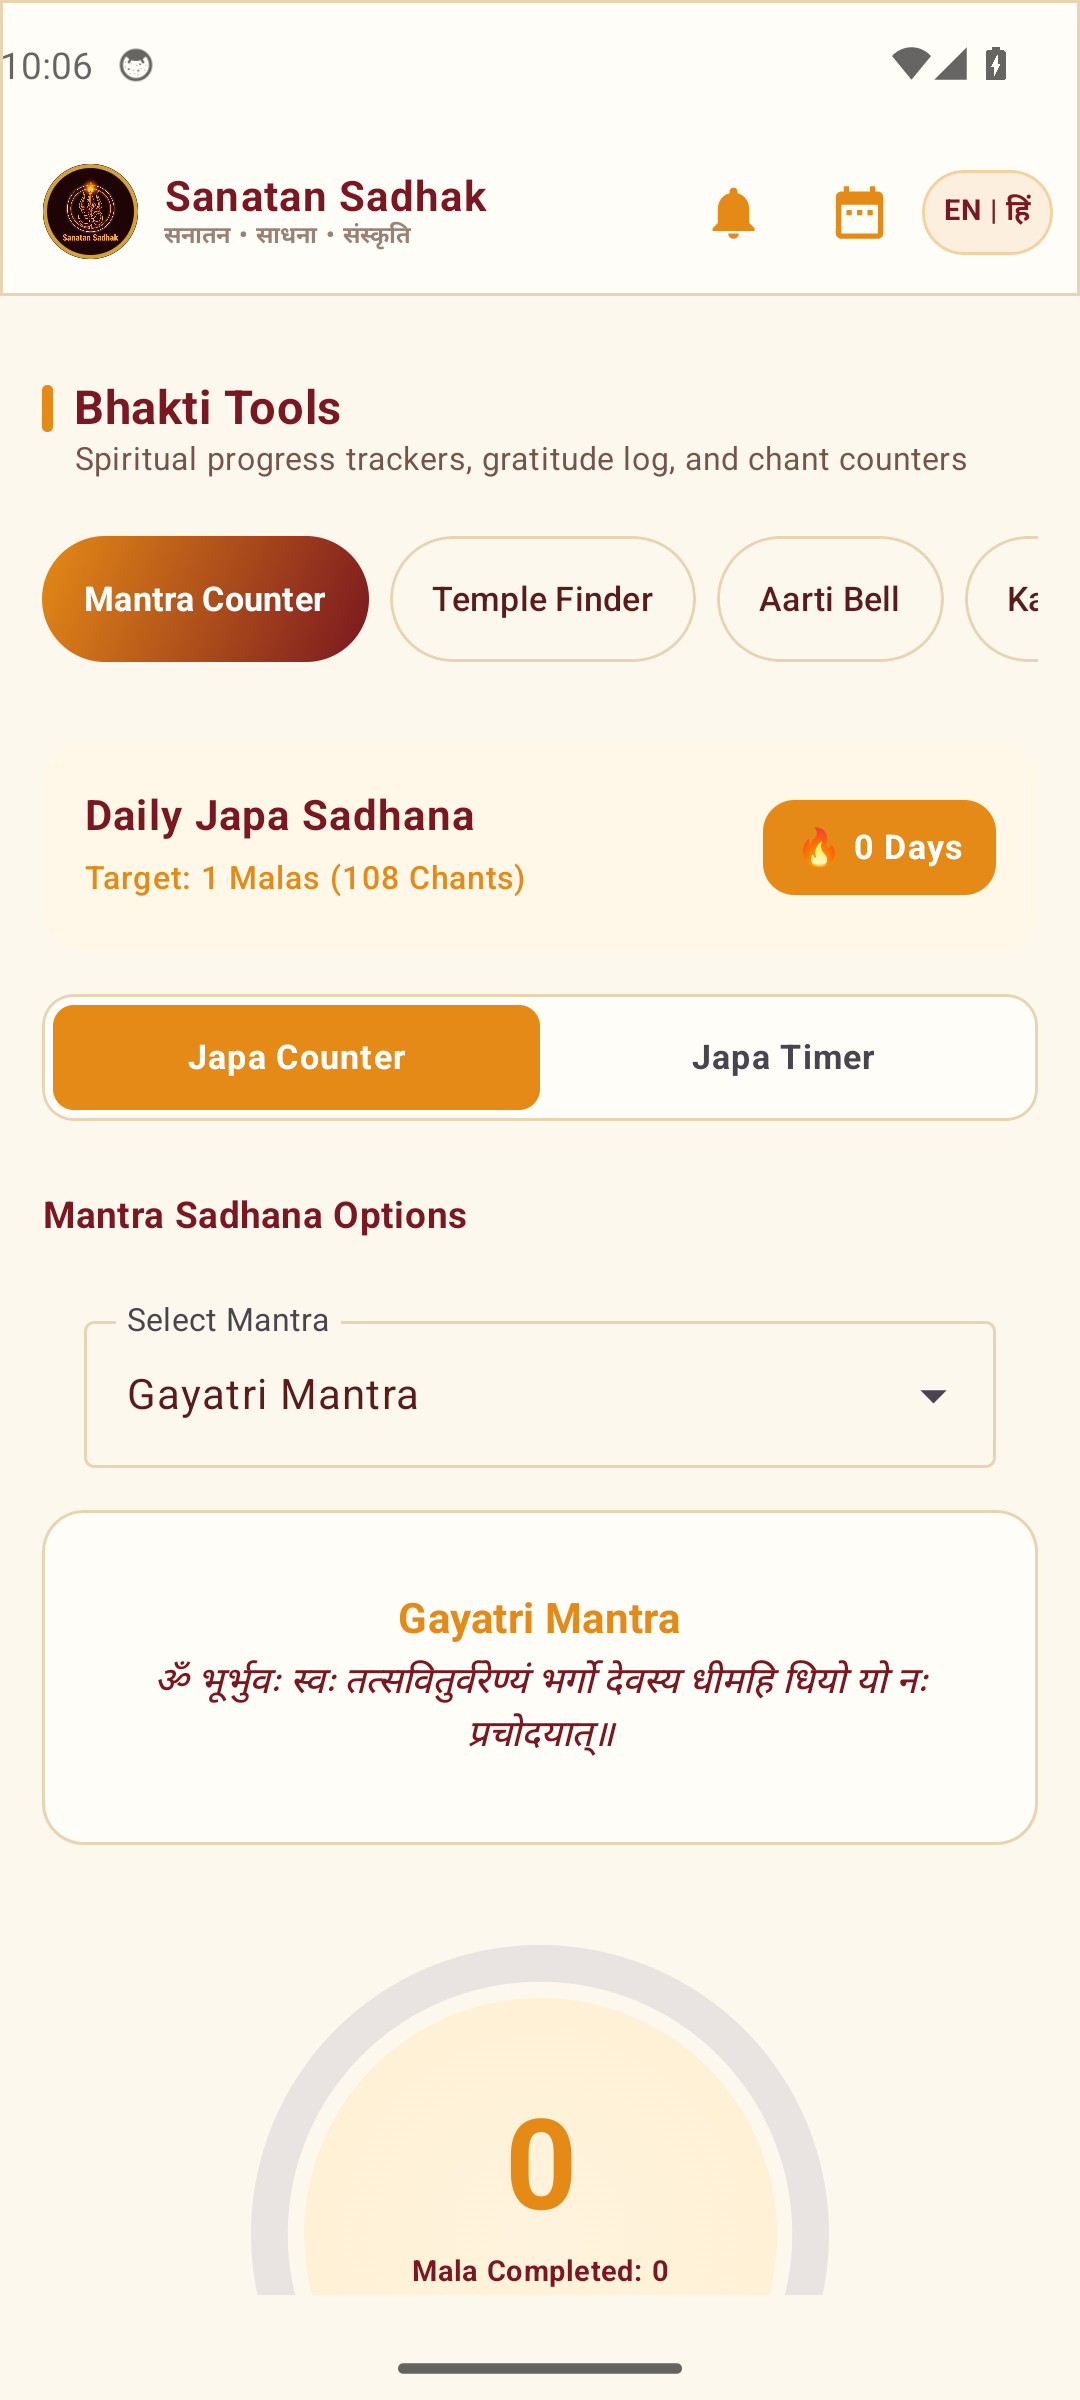 10:06
Sanatan Sadhak
सनातन • साधना • संस्कृति
Sanatan Sadhak
EN | हिं
Bhakti Tools
Spiritual progress trackers, gratitude log, and chant counters
Mantra Counter
Temple Finder
Aarti Bell
Ka
Daily Japa Sadhana
Target: 1 Malas (108 Chants)
🔥 0 Days
Japa Counter
Japa Timer
Mantra Sadhana Options
Select Mantra
Gayatri Mantra
Gayatri Mantra
ॐ भूर्भुवः स्वः तत्सवितुर्वरेण्यं भर्गो देवस्य धीमहि धियो यो नः
प्रचोदयात्॥
0
Mala Completed: 0